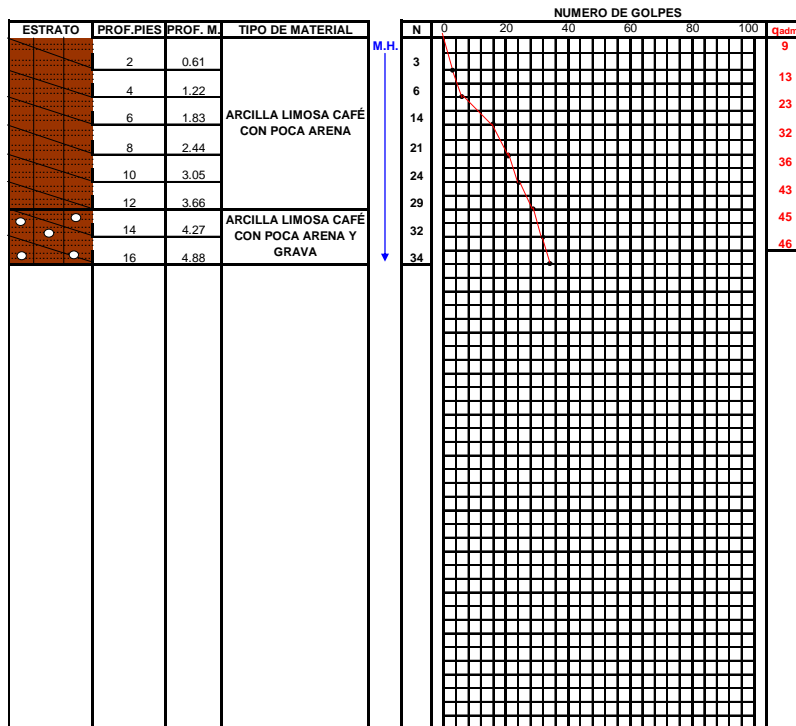 NUMERO DE GOLPES
ESTRATO PROF.PIES PROF. M. TIPO DE MATERIAL N 0 20 40 60 80 100 qadm
M.H. 9
2 0.61 3
13
4 1.22 6
23
6 1.83 ARCILLA LIMOSA CAFÉ 14
CON POCA ARENA 32
8 2.44 21
36
10 3.05 24
43
12 3.66 29
ARCILLA LIMOSA CAFÉ 45
14 4.27 CON POCA ARENA Y 32
GRAVA 46
16 4.88 34